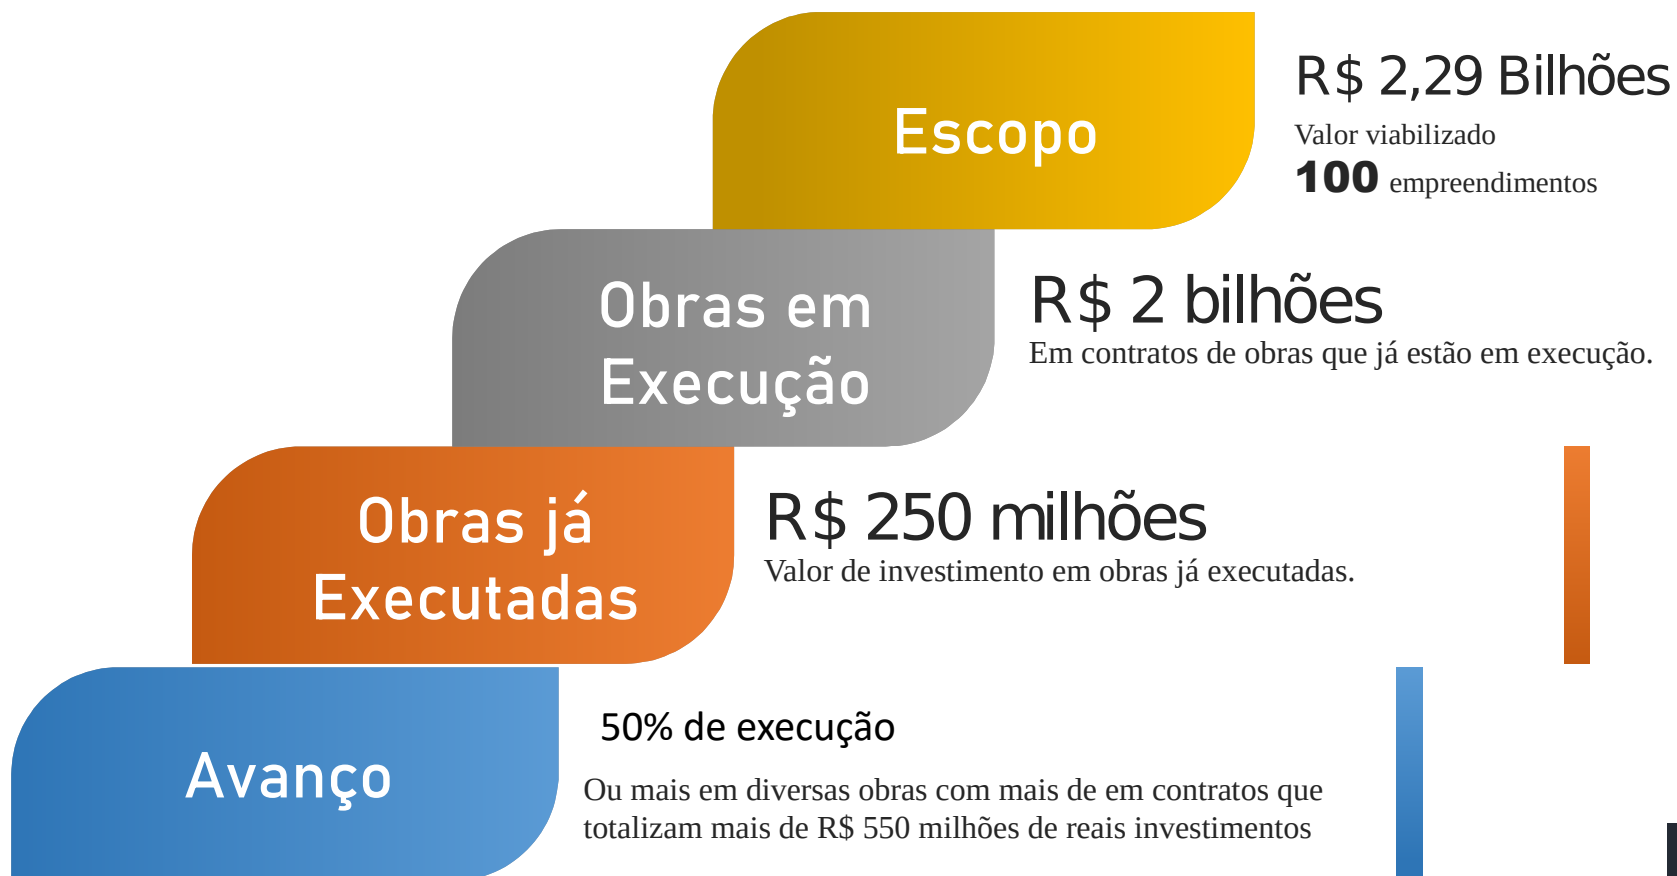 Escopo
R$ 2,29 Bilhões
Valor viabilizado
100 empreendimentos
Obras em
Execução
R$ 2 bilhões
Em contratos de obras que já estão em execução.
Obras já
Executadas
R$ 250 milhões
Valor de investimento em obras já executadas.
Avanço
50% de execução
Ou mais em diversas obras com mais de em contratos que
totalizam mais de R$ 550 milhões de reais investimentos